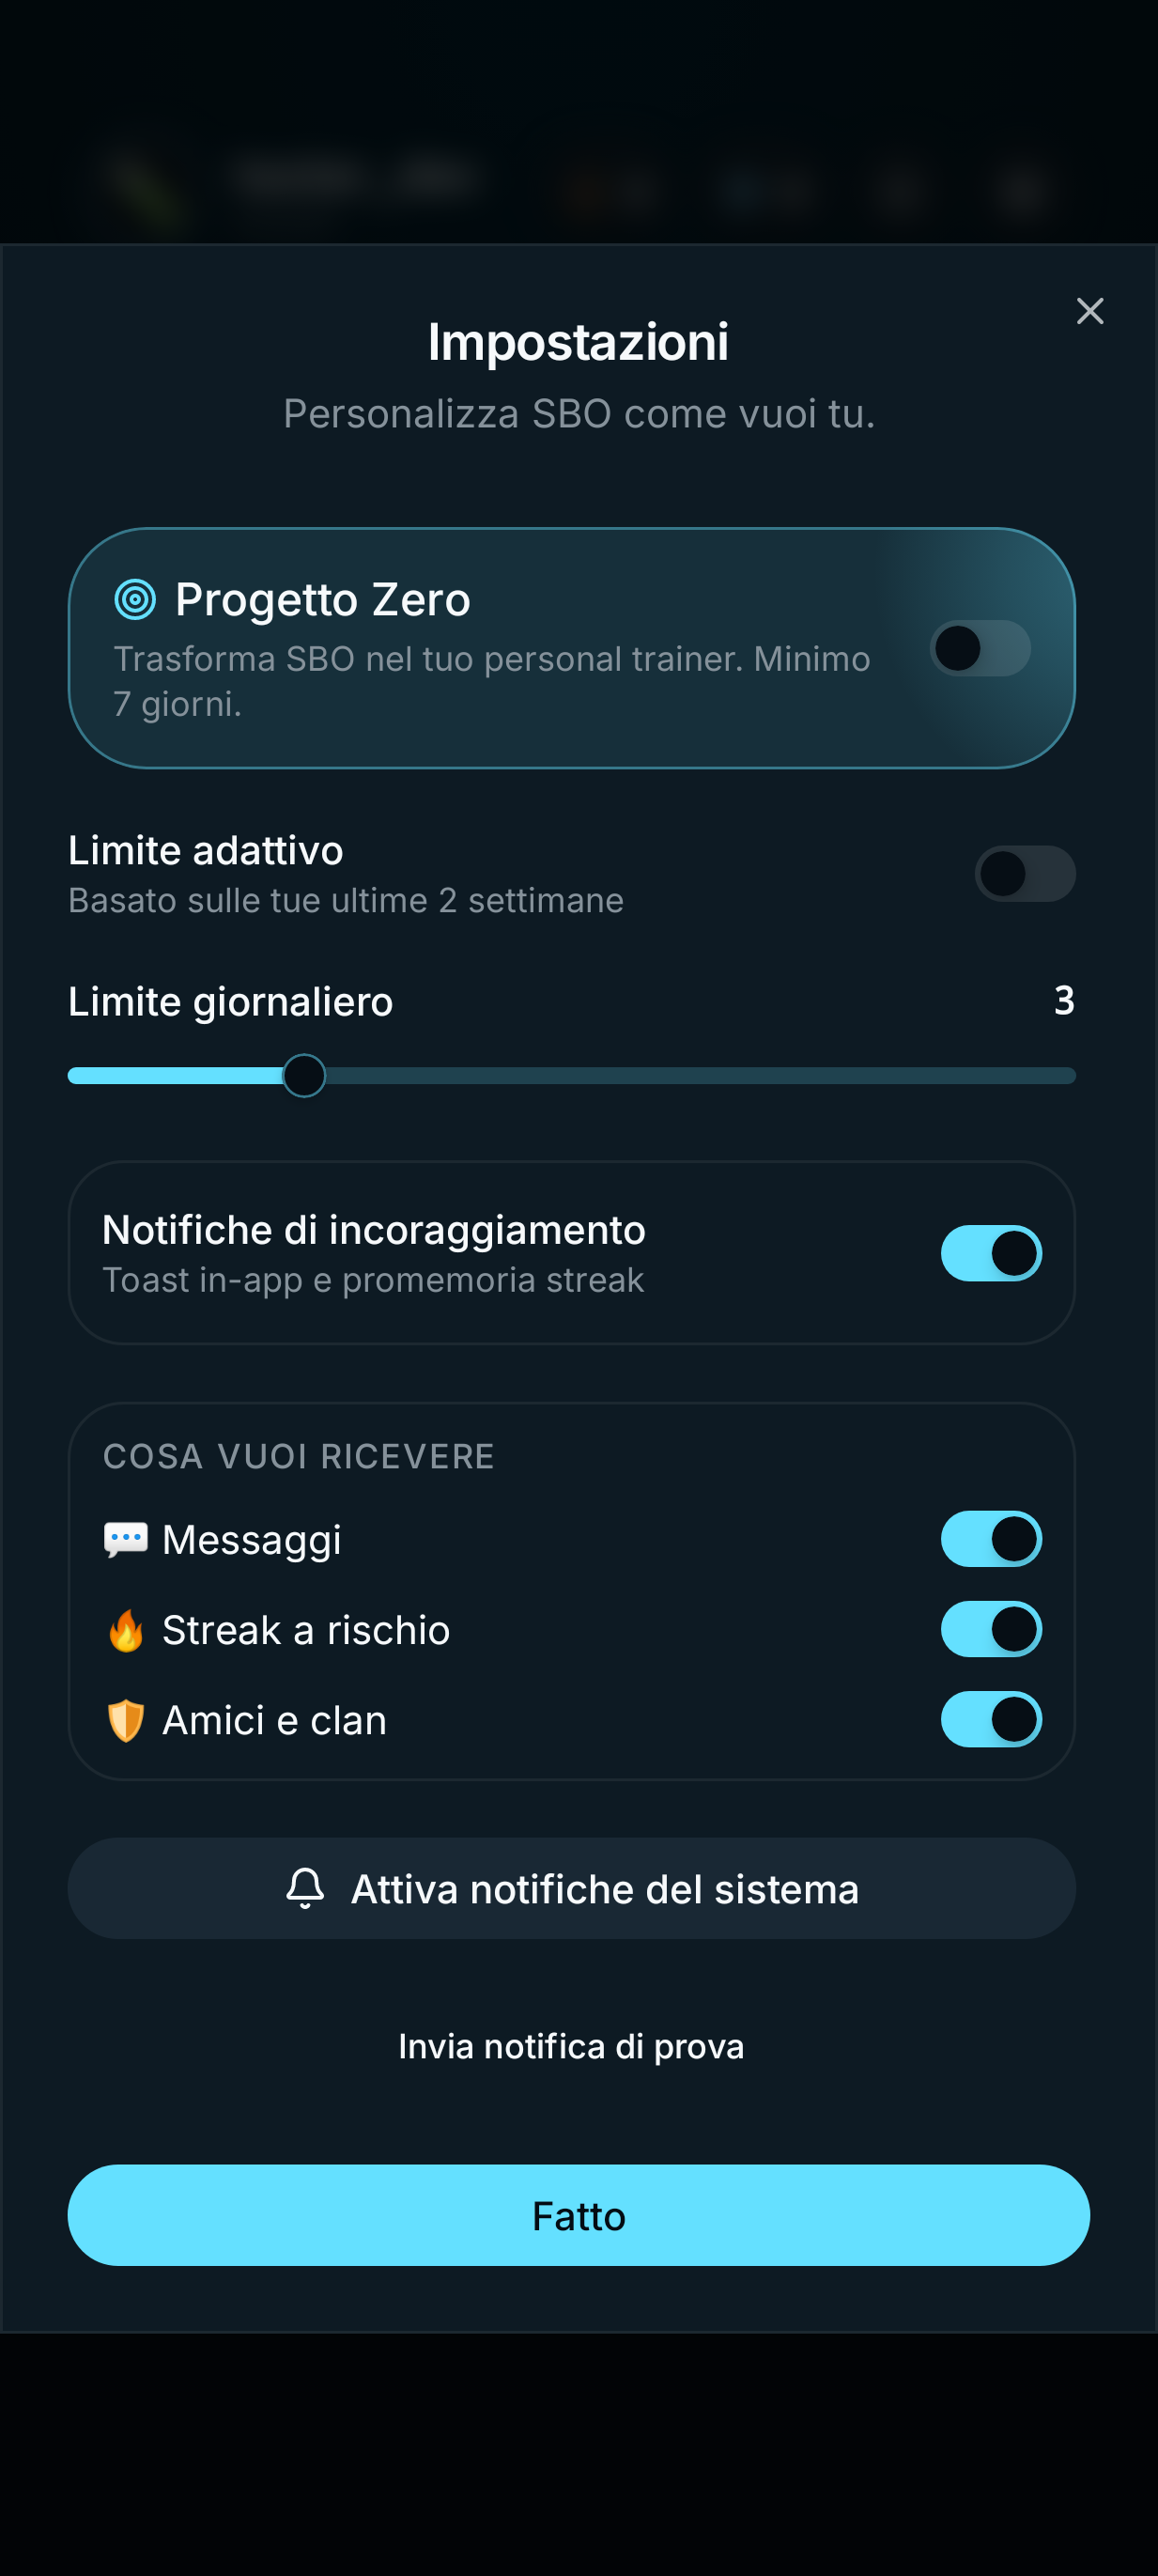 Impostazioni
Personalizza SBO come vuoi tu.
Progetto Zero
Trasforma SBO nel tuo personal trainer. Minimo
7 giorni.
Limite adattivo
Basato sulle tue ultime 2 settimane
Limite giornaliero 3
Notifiche di incoraggiamento
Toast in-app e promemoria streak
COSA VUOI RICEVERE
Messaggi
Streak a rischio
Amici e clan
Attiva notifiche del sistema
Invia notifica di prova
Fatto